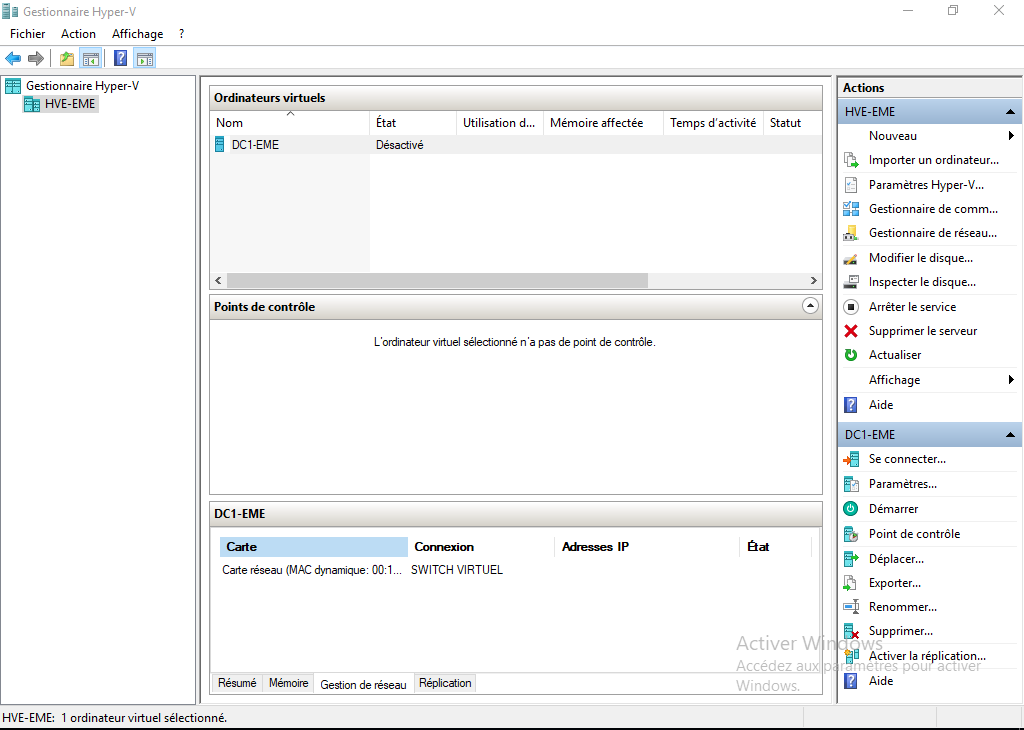 Gestionnaire Hyper-V
Fichier Action Affichage ?
Gestionnaire Hyper-V
HVE-EME
Ordinateurs virtuels
Nom État Utilisation d... Mémoire affectée Temps d'activité Statut
DC1-EME Désactivé
Points de contrôle
L'ordinateur virtuel sélectionné n'a pas de point de contrôle.
DC1-EME
Carte Connexion Adresses IP État
Carte réseau (MAC dynamique: 00:1... SWITCH VIRTUEL
Résumé Mémoire Gestion de réseau Réplication
Actions
HVE-EME
Nouveau
Importer un ordinateur...
Paramètres Hyper-V...
Gestionnaire de comm...
Gestionnaire de réseau...
Modifier le disque...
Inspecter le disque...
Arrêter le service
Supprimer le serveur
Actualiser
Affichage
Aide
DC1-EME
Se connecter...
Paramètres...
Démarrer
Point de contrôle
Déplacer...
Exporter...
Renommer...
Supprimer...
Activer la réplication...
Aide
Activer Windows
Accédez aux paramètres pour activer
Windows.
HVE-EME: 1 ordinateur virtuel sélectionné.